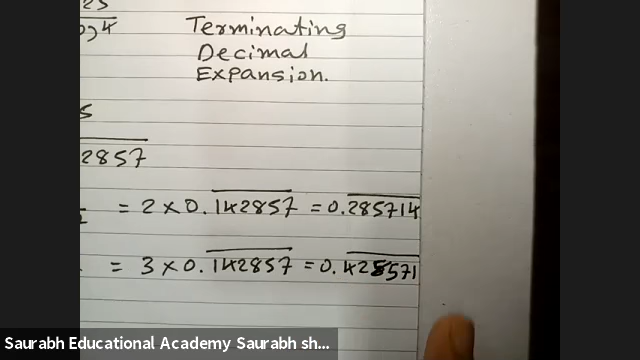 Terminating
Decimal
Expansion.
2857
= 2 × 0.142857 = 0.285714
= 3 × 0.142857 = 0.428571
Saurabh Educational Academy Saurabh sh...